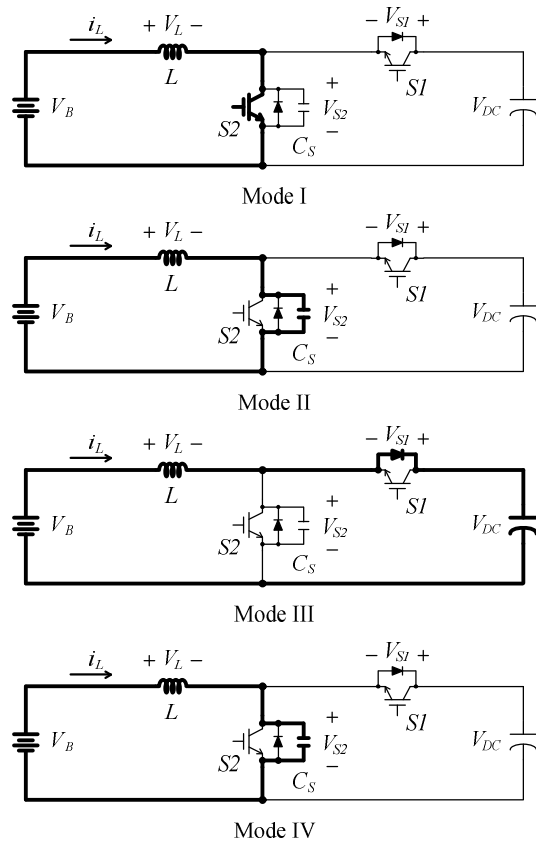 i_L + V_L − − V_S1 +
L S1
V_B S2 + V_S2 − V_DC
C_S
Mode I
i_L + V_L − − V_S1 +
L S1
V_B S2 + V_S2 − V_DC
C_S
Mode II
i_L + V_L − − V_S1 +
L S1
V_B S2 + V_S2 − V_DC
C_S
Mode III
i_L + V_L − − V_S1 +
L S1
V_B S2 + V_S2 − V_DC
C_S
Mode IV